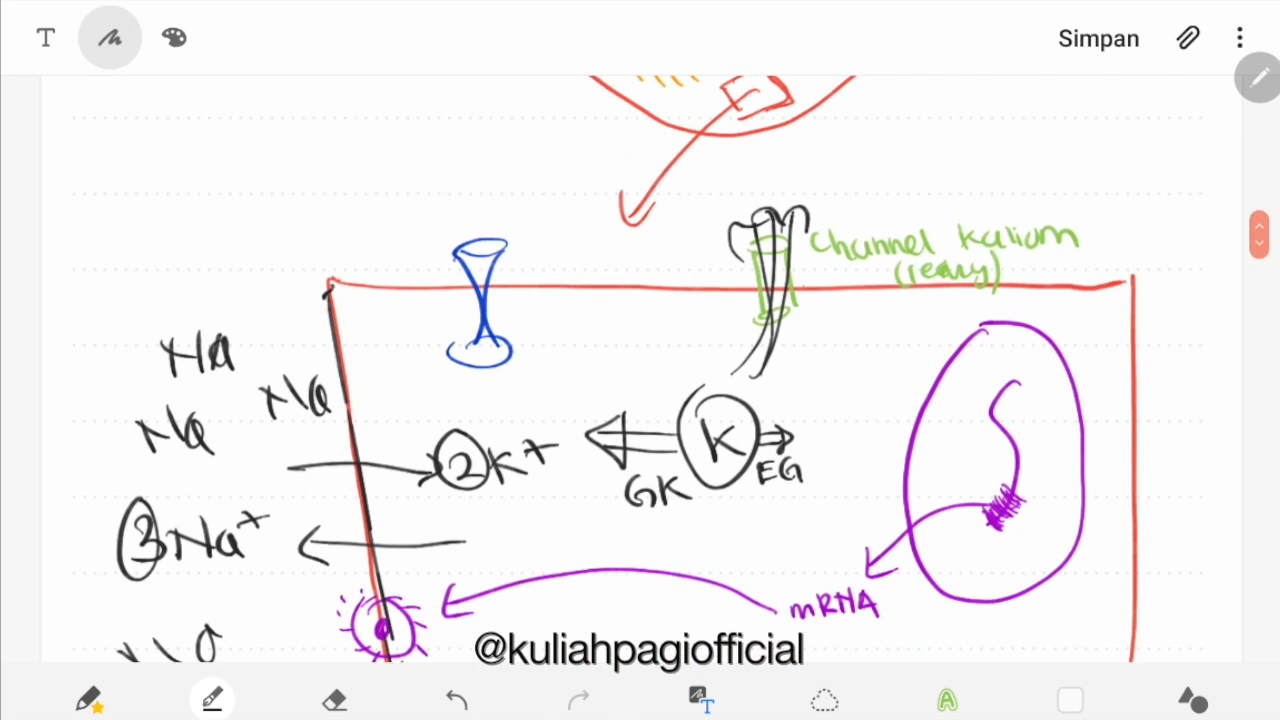 T
Simpan
Channel Kalium
(leaky)
Na
Na
Na
2K+
K
GK
EG
3Na+
mRNA
@kuliahpagiofficial
T
A